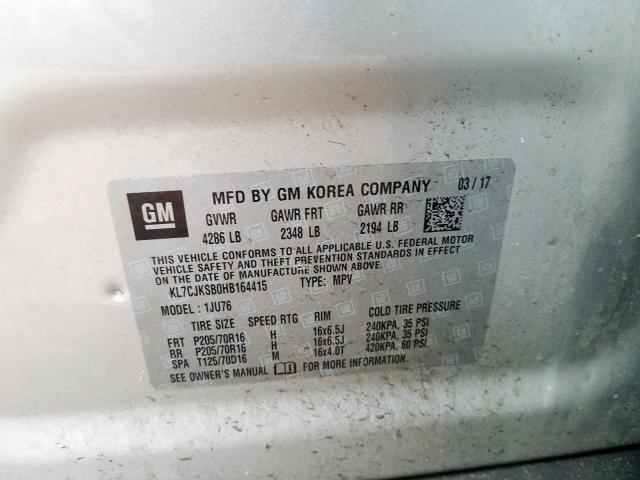 GM
MFD BY GM KOREA COMPANY 03 / 17
GVWR GAWR FRT GAWR RR
4286 LB 2348 LB 2194 LB
THIS VEHICLE CONFORMS TO ALL APPLICABLE U.S. FEDERAL MOTOR
VEHICLE SAFETY AND THEFT PREVENTION STANDARDS IN EFFECT
ON THE DATE OF MANUFACTURE SHOWN ABOVE.
KL7CJKSB0HB164415 TYPE: MPV
MODEL : 1JU76
TIRE SIZE SPEED RTG RIM COLD TIRE PRESSURE
FRT P205/70R16 H 16x6.5J 240KPA, 35 PSI
RR P205/70R16 H 16x6.5J 240KPA, 35 PSI
SPA T125/70D16 M 16x4.0T 420KPA, 60 PSI
SEE OWNER'S MANUAL FOR MORE INFORMATION.